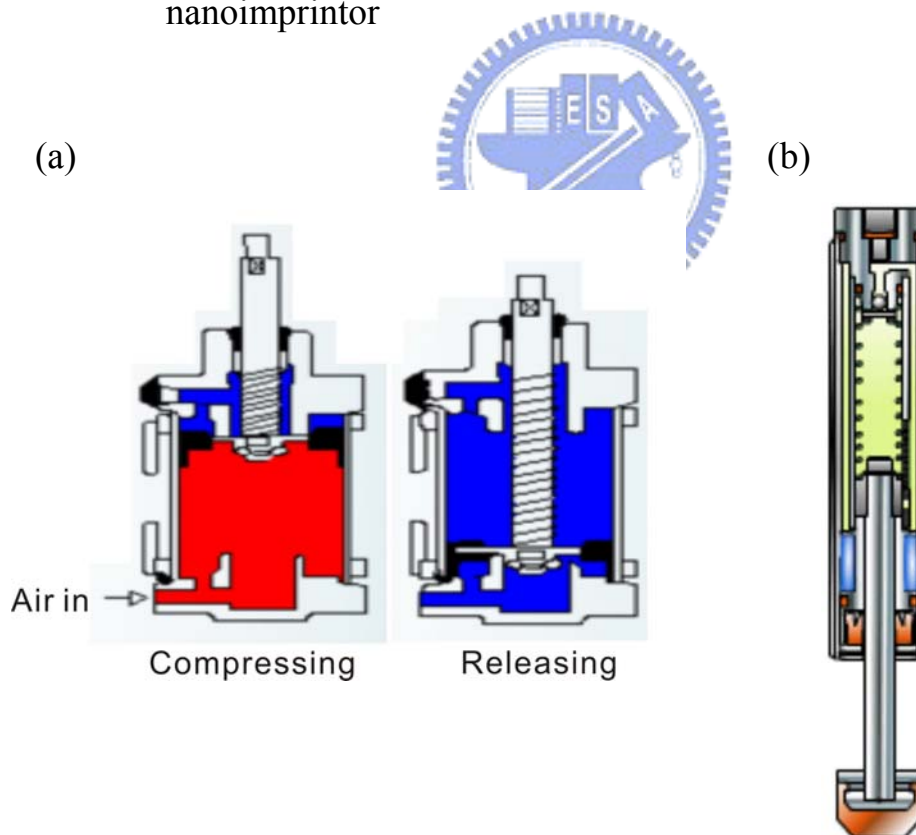 nanoimprintor
E S A
(a)
(b)
Air in
Compressing
Releasing